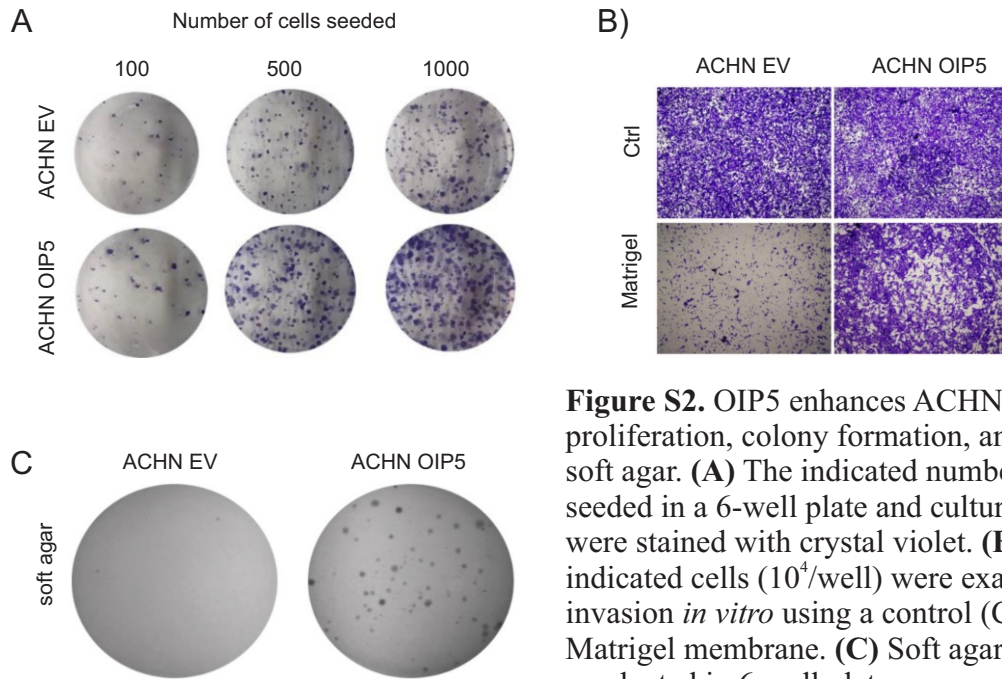 A
Number of cells seeded
100 500 1000
ACHN EV
ACHN OIP5
B)
ACHN EV ACHN OIP5
Ctrl
Matrigel
C
ACHN EV ACHN OIP5
soft agar
Figure S2. OIP5 enhances ACHN
proliferation, colony formation, an
soft agar. (A) The indicated numbe
seeded in a 6-well plate and cultur
were stained with crystal violet. (B
indicated cells (10⁴/well) were exa
invasion in vitro using a control (C
Matrigel membrane. (C) Soft agar